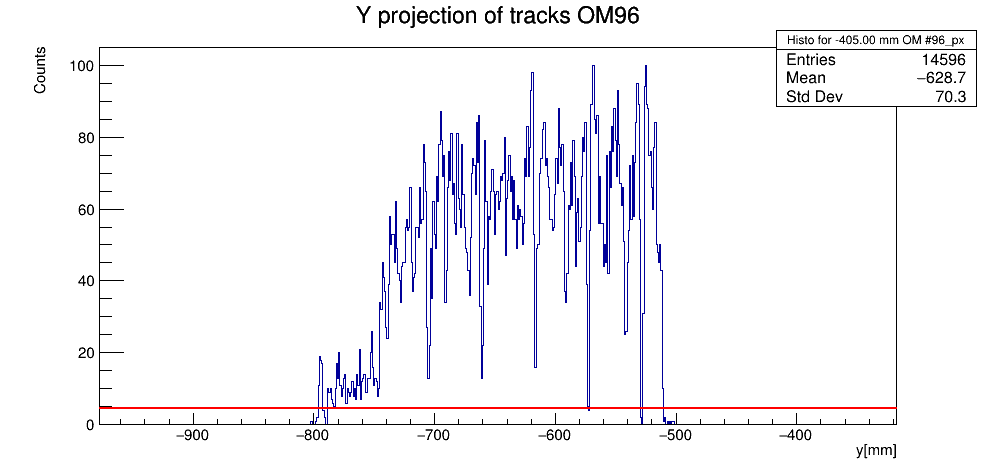 Y projection of tracks OM96
Histo for -405.00 mm OM #96_px
Entries 14596
Mean −628.7
Std Dev 70.3
Counts
100
80
60
40
20
0
−900 −800 −700 −600 −500 −400
y[mm]